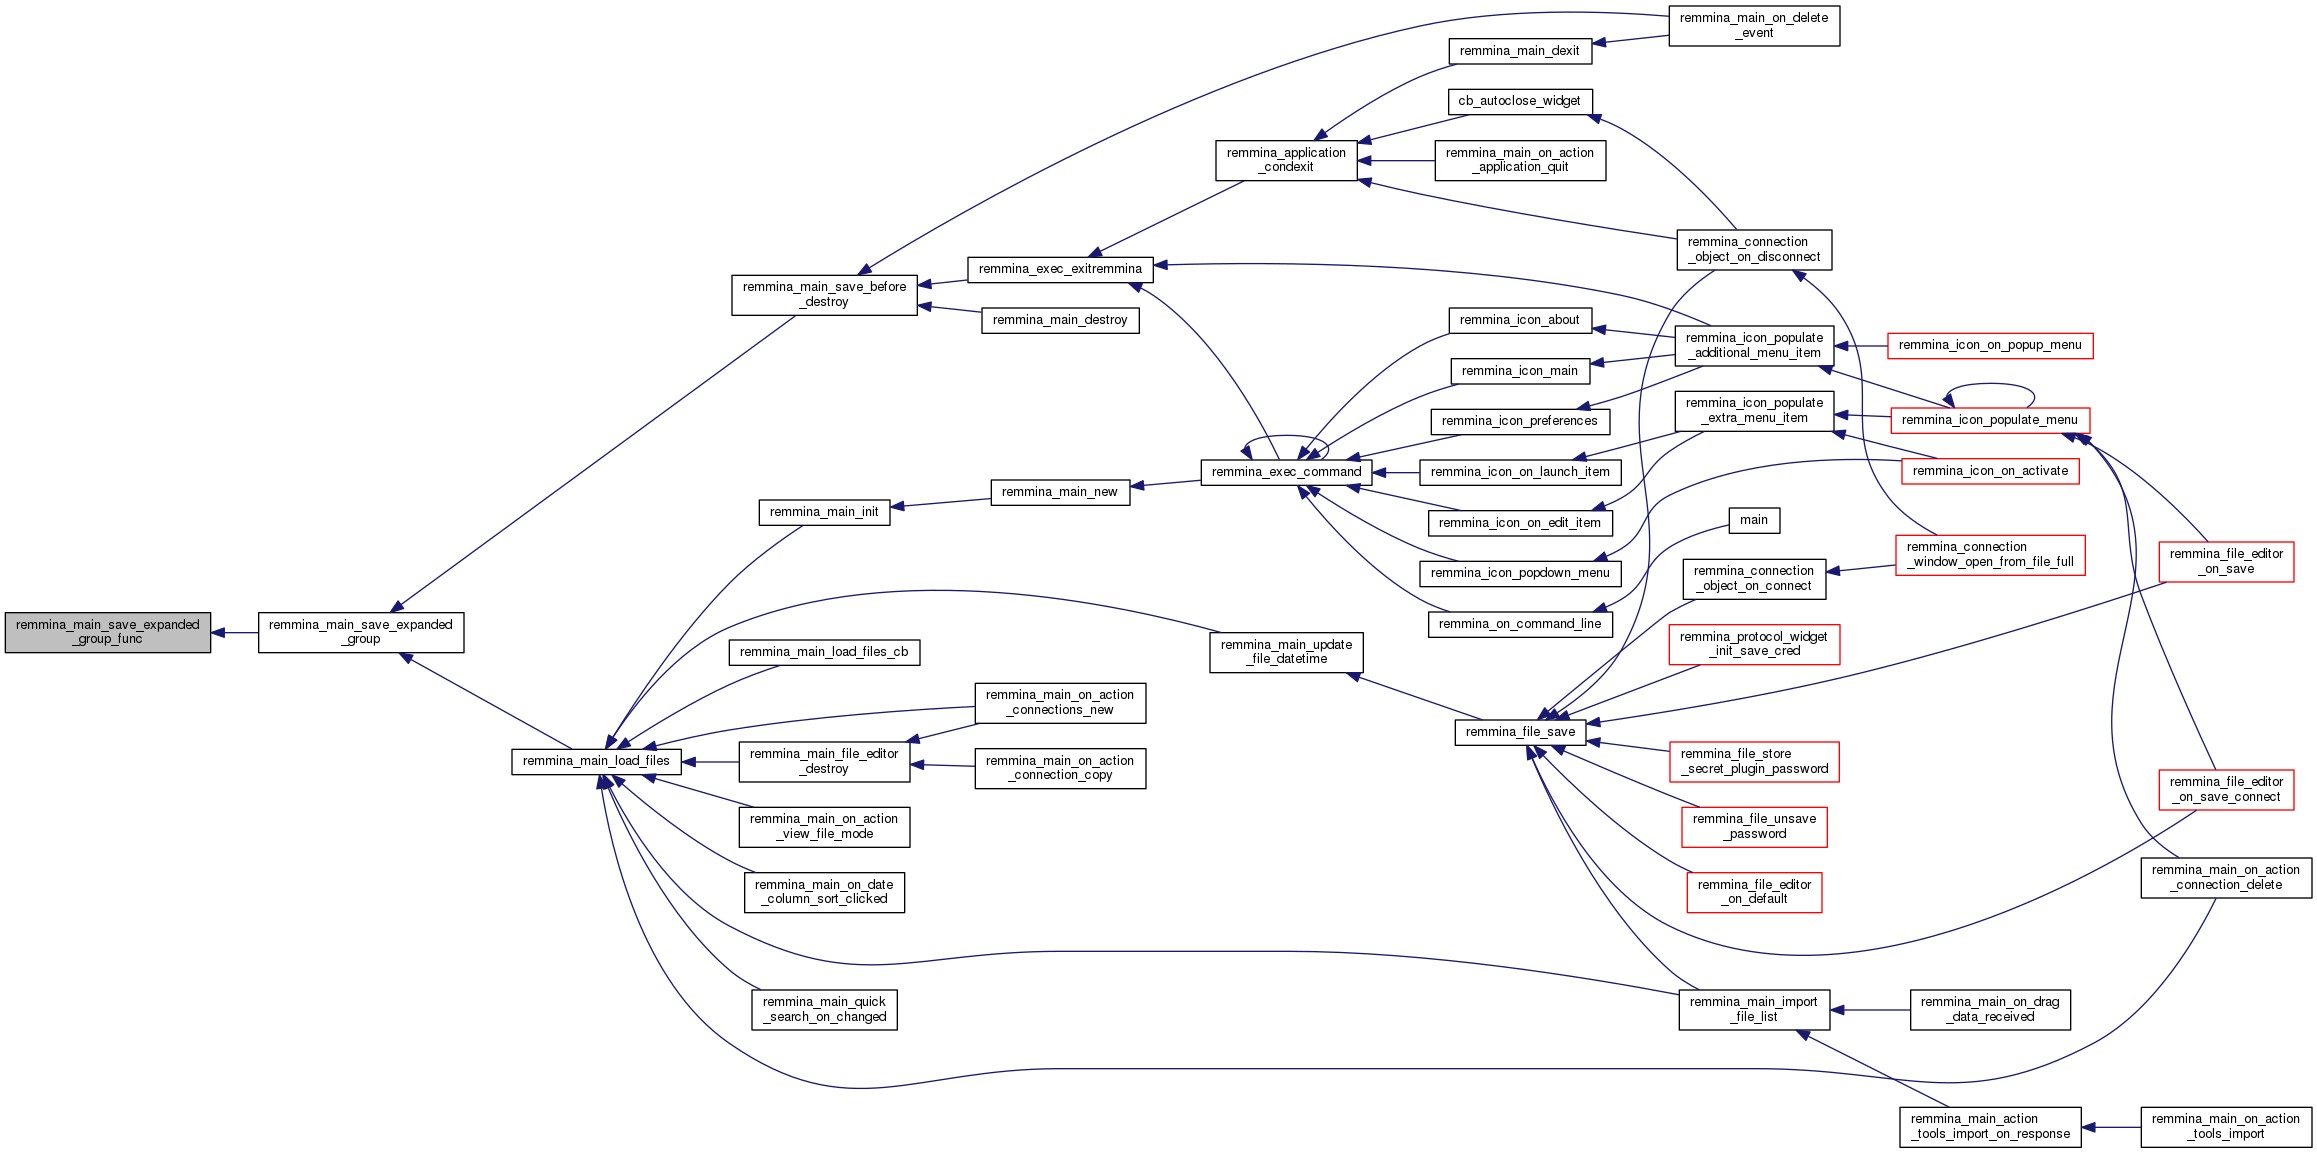 remmina_main_save_expanded
_group_func
remmina_main_save_expanded
_group
remmina_main_save_before
_destroy
remmina_main_init
remmina_main_load_files
remmina_main_load_files_cb
remmina_main_file_editor
_destroy
remmina_main_on_action
_view_file_mode
remmina_main_on_date
_column_sort_clicked
remmina_main_quick
_search_on_changed
remmina_exec_exitremmina
remmina_main_destroy
remmina_main_new
remmina_main_on_action
_connections_new
remmina_main_on_action
_connection_copy
remmina_application
_condexit
remmina_exec_command
remmina_main_update
_file_datetime
remmina_main_dexit
cb_autoclose_widget
remmina_main_on_action
_application_quit
remmina_icon_about
remmina_icon_main
remmina_icon_preferences
remmina_icon_on_launch_item
remmina_icon_on_edit_item
remmina_icon_popdown_menu
remmina_on_command_line
remmina_file_save
remmina_main_on_delete
_event
remmina_connection
_object_on_disconnect
remmina_icon_populate
_additional_menu_item
remmina_icon_populate
_extra_menu_item
main
remmina_connection
_object_on_connect
remmina_protocol_widget
_init_save_cred
remmina_file_store
_secret_plugin_password
remmina_file_unsave
_password
remmina_file_editor
_on_default
remmina_main_import
_file_list
remmina_icon_on_popup_menu
remmina_icon_populate_menu
remmina_icon_on_activate
remmina_connection
_window_open_from_file_full
remmina_main_on_drag
_data_received
remmina_main_action
_tools_import_on_response
remmina_file_editor
_on_save
remmina_file_editor
_on_save_connect
remmina_main_on_action
_connection_delete
remmina_main_on_action
_tools_import